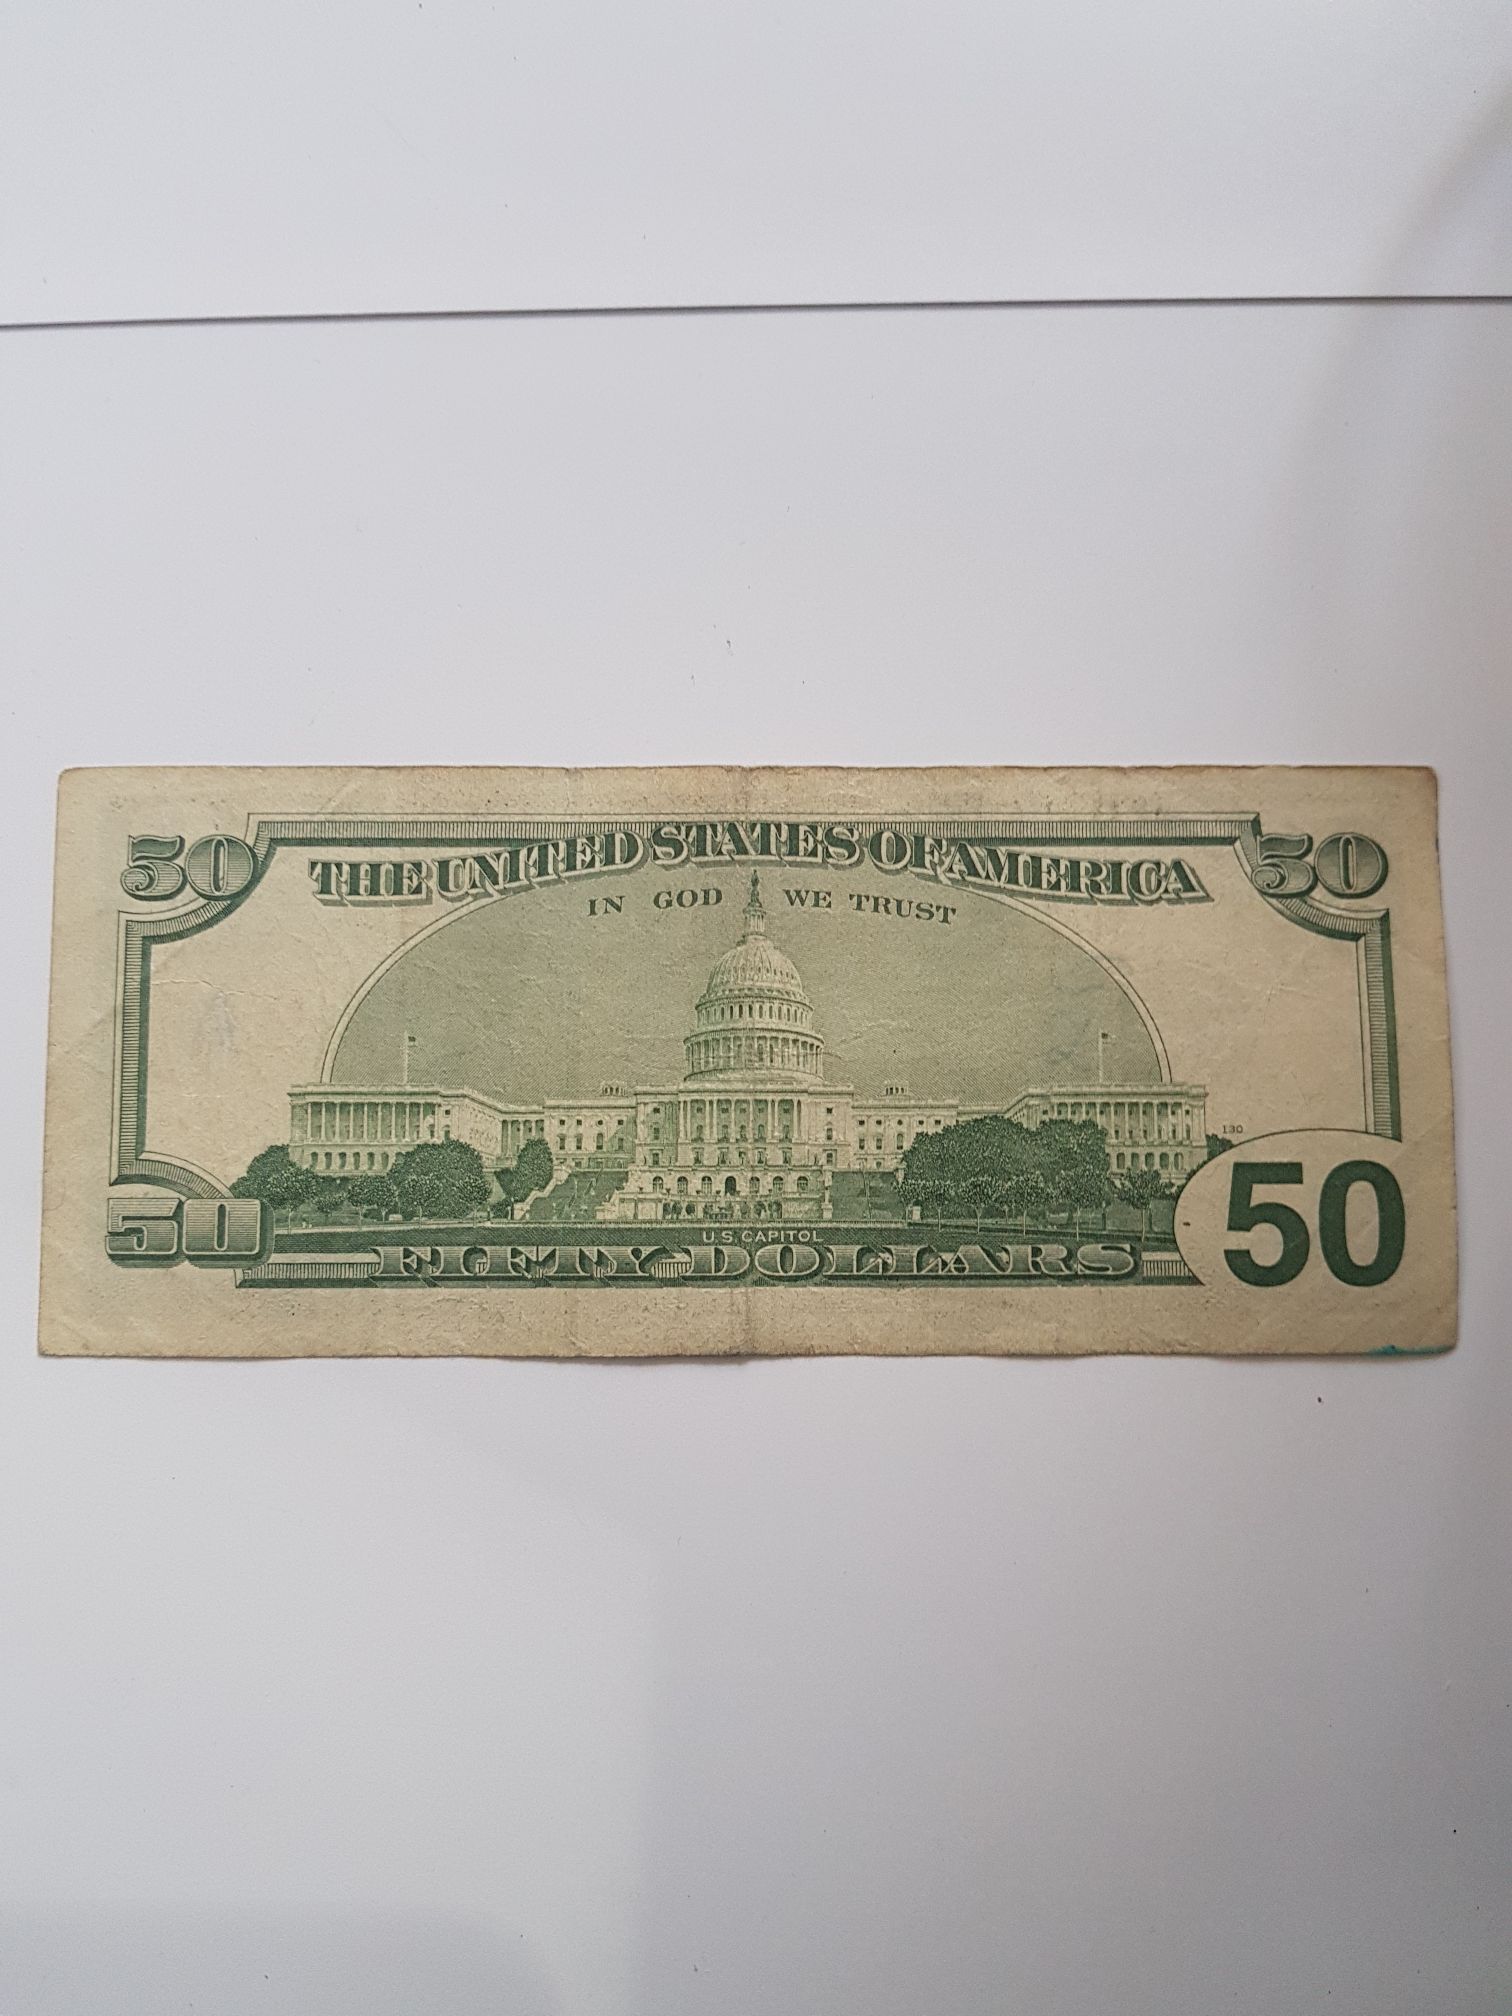 50 THE UNITED STATES OF AMERICA 50
IN GOD WE TRUST
130
50 50
U.S. CAPITOL
FIFTY DOLLARS